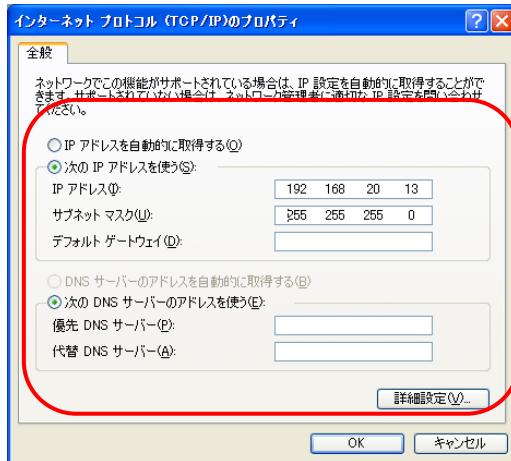 インターネット プロトコル (TCP/IP)のプロパティ
全般
ネットワークでこの機能がサポートされている場合は、IP 設定を自動的に取得することがで
きます。サポートされていない場合は、ネットワーク管理者に適切な IP 設定を問い合わせ
てください。
IP アドレスを自動的に取得する(O)
次の IP アドレスを使う(S):
IP アドレス(I): 192 168 20 13
サブネット マスク(U): 255 255 255 0
デフォルト ゲートウェイ(D):
DNS サーバーのアドレスを自動的に取得する(B)
次の DNS サーバーのアドレスを使う(E):
優先 DNS サーバー(P):
代替 DNS サーバー(A):
詳細設定(V)...
OK キャンセル